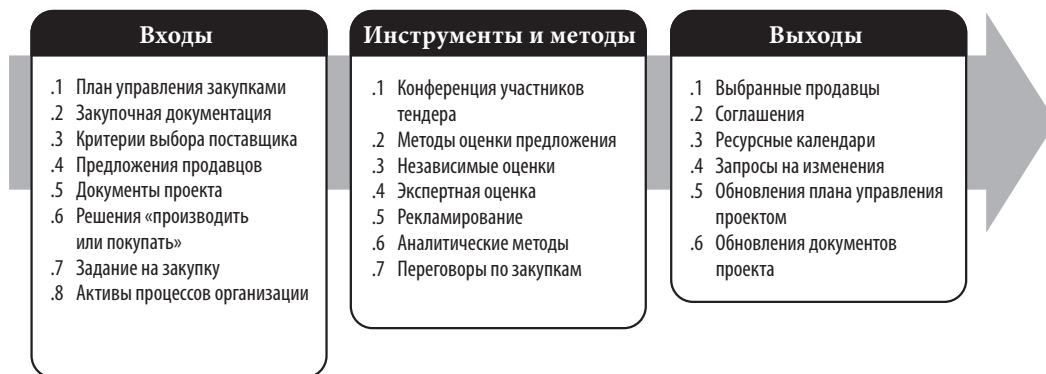 Входы
.1 План управления закупками
.2 Закупочная документация
.3 Критерии выбора поставщика
.4 Предложения продавцов
.5 Документы проекта
.6 Решения «производить
или покупать»
.7 Задание на закупку
.8 Активы процессов организации
Инструменты и методы
.1 Конференция участников
тендера
.2 Методы оценки предложения
.3 Независимые оценки
.4 Экспертная оценка
.5 Рекламирование
.6 Аналитические методы
.7 Переговоры по закупкам
Выходы
.1 Выбранные продавцы
.2 Соглашения
.3 Ресурсные календари
.4 Запросы на изменения
.5 Обновления плана управления
проектом
.6 Обновления документов
проекта